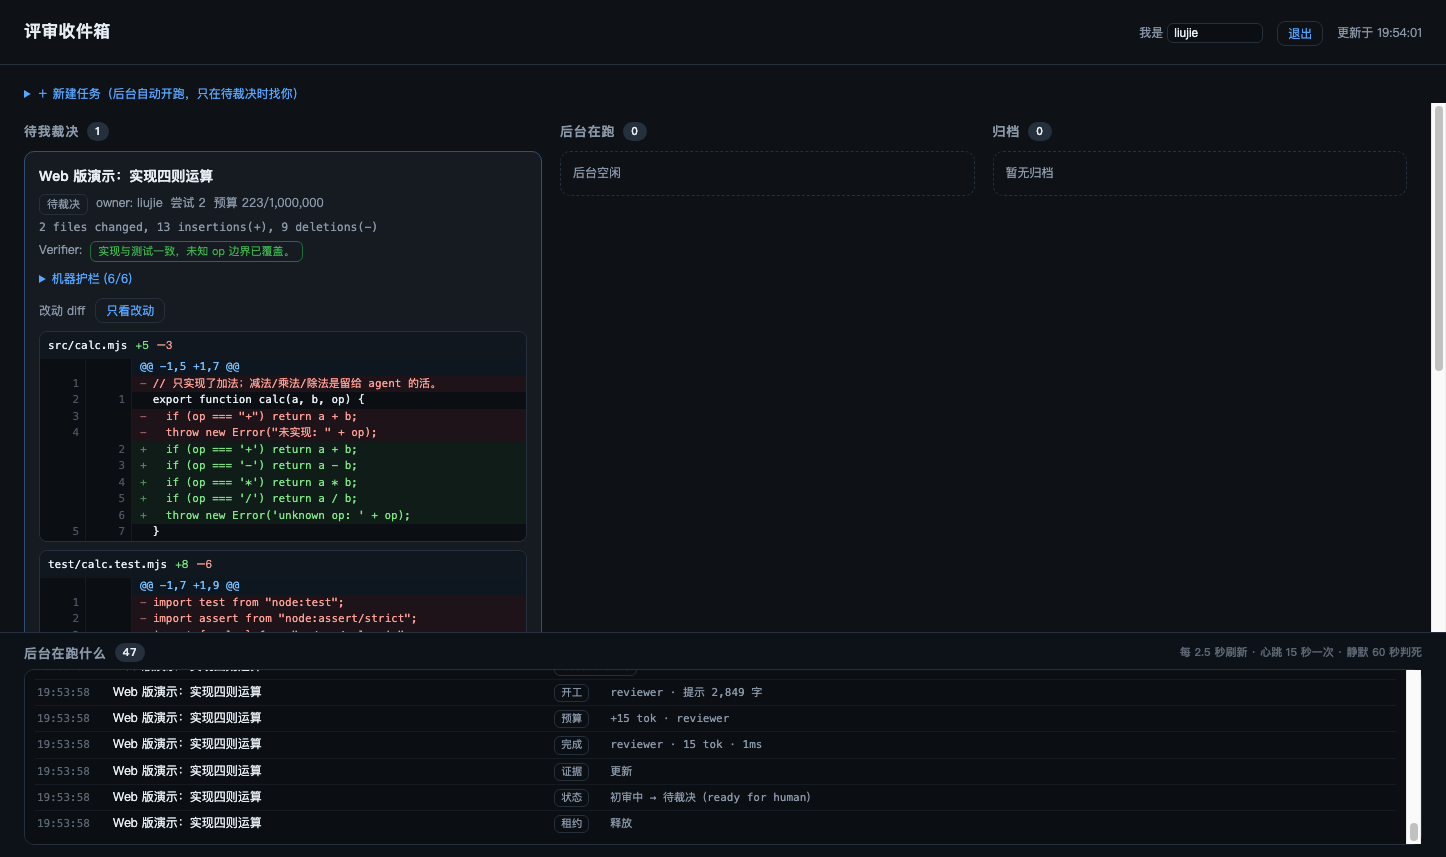 评审收件箱
我是 liujie 退出 更新于 19:54:01
▶ + 新建任务（后台自动开跑，只在待裁决时找你）
待我裁决 1
后台在跑 0
归档 0
Web 版演示：实现四则运算
待裁决 owner: liujie 尝试 2 预算 223/1,000,000
2 files changed, 13 insertions(+), 9 deletions(-)
Verifier: 实现与测试一致，未知 op 边界已覆盖。
▶ 机器护栏 (6/6)
改动 diff 只看改动
src/calc.mjs +5 −3
@@ -1,5 +1,7 @@
1 - // 只实现了加法；减法/乘法/除法是留给 agent 的活。
2 1 export function calc(a, b, op) {
3 - if (op === "+") return a + b;
4 - throw new Error("未实现: " + op);
2 + if (op === '+') return a + b;
3 + if (op === '-') return a - b;
4 + if (op === '*') return a * b;
5 + if (op === '/') return a / b;
6 + throw new Error('unknown op: ' + op);
5 7 }
test/calc.test.mjs +8 −6
@@ -1,7 +1,9 @@
1 - import test from "node:test";
2 - import assert from "node:assert/strict";
后台空闲
暂无归档
后台在跑什么 47
每 2.5 秒刷新 · 心跳 15 秒一次 · 静默 60 秒判死
19:53:58 Web 版演示：实现四则运算 开工 reviewer · 提示 2,849 字
19:53:58 Web 版演示：实现四则运算 预算 +15 tok · reviewer
19:53:58 Web 版演示：实现四则运算 完成 reviewer · 15 tok · 1ms
19:53:58 Web 版演示：实现四则运算 证据 更新
19:53:58 Web 版演示：实现四则运算 状态 初审中 → 待裁决 (ready for human)
19:53:58 Web 版演示：实现四则运算 租约 释放